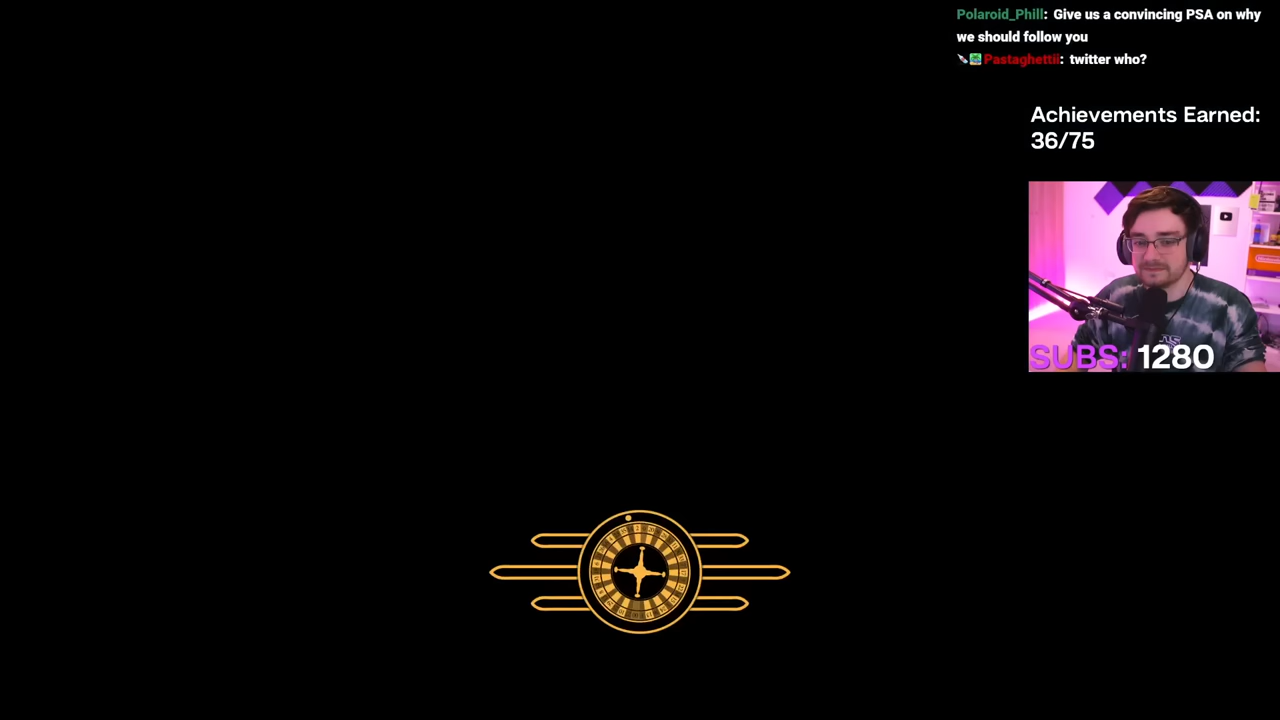 Polaroid_Phill: Give us a convincing PSA on why
we should follow you
Pastaghettii: twitter who?
Achievements Earned:
36/75
SUBS: 1280